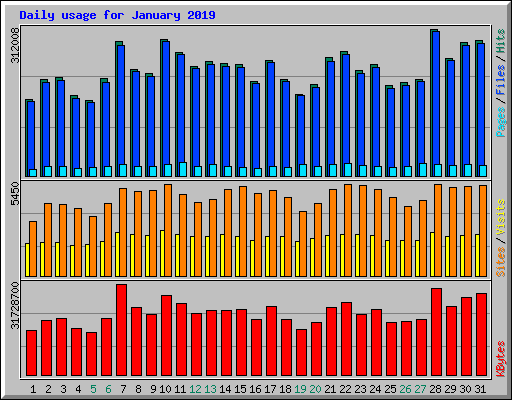 Daily usage for January 2019
312008
Pages / Files / Hits
5450
Sites / Visits
31728700
KBytes
1 2 3 4 5 6 7 8 9 10 11 12 13 14 15 16 17 18 19 20 21 22 23 24 25 26 27 28 29 30 31